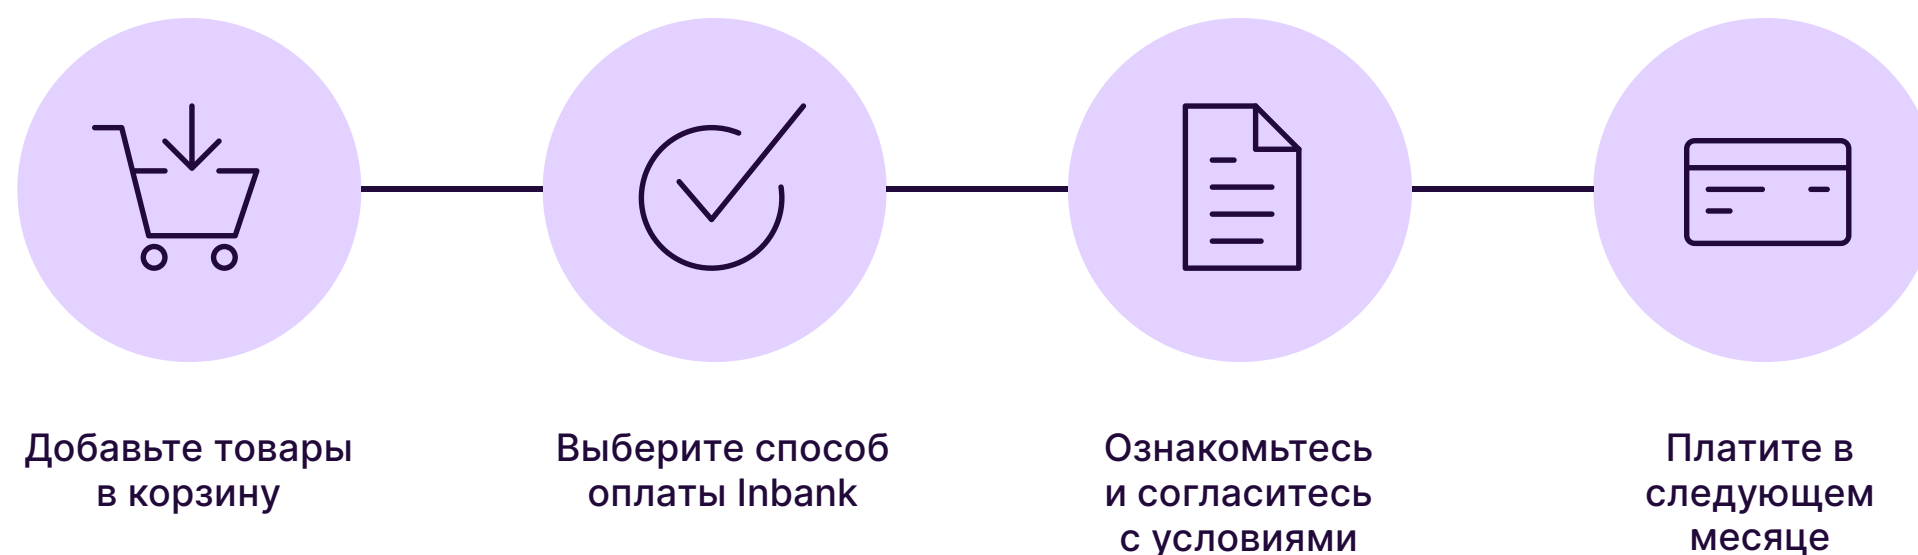 Добавьте товары
в корзину
Выберите способ
оплаты Inbank
Ознакомьтесь
и согласитесь
с условиями
Платите в
следующем
месяце